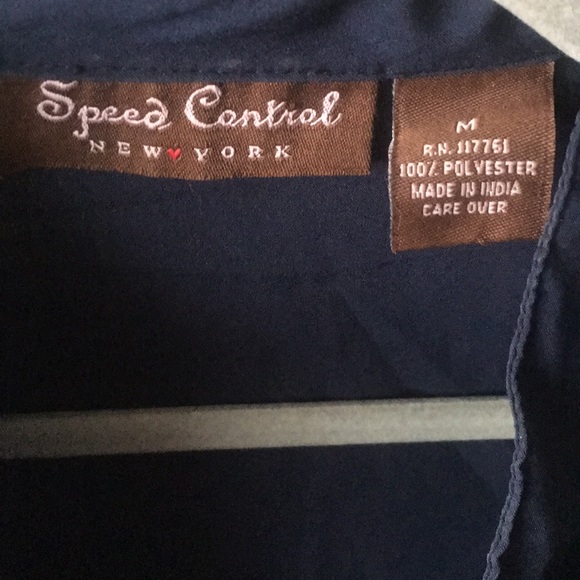 Speed Control
NEW♥YORK
M
R.N. 117761
100% POLYESTER
MADE IN INDIA
CARE OVER